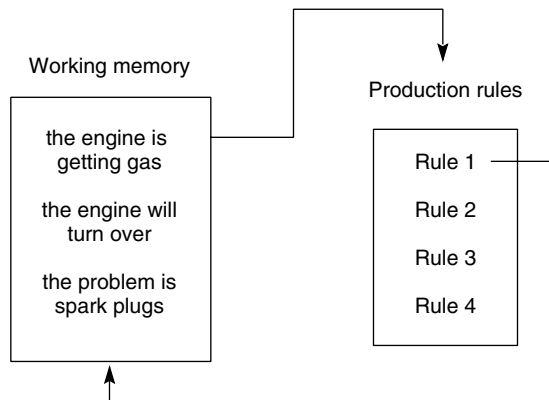 Working memory
the engine is
getting gas
the engine will
turn over
the problem is
spark plugs
Production rules
Rule 1
Rule 2
Rule 3
Rule 4